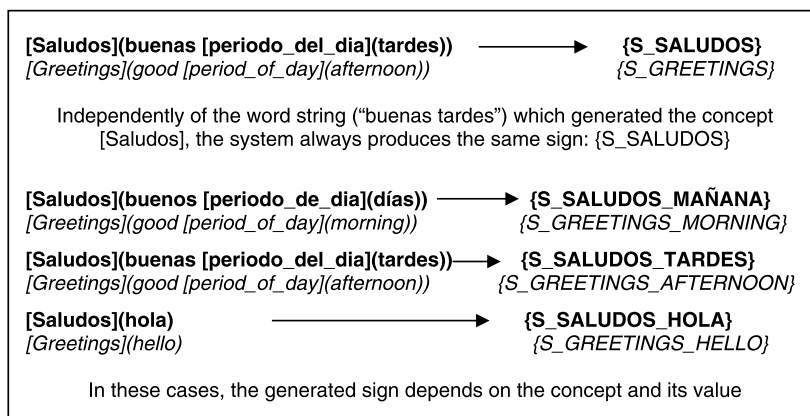 [Saludos](buenas [periodo_del_dia](tardes)) {S_SALUDOS}
[Greetings](good [period_of_day](afternoon)) {S_GREETINGS}
Independently of the word string (“buenas tardes”) which generated the concept
[Saludos], the system always produces the same sign: {S_SALUDOS}
[Saludos](buenos [periodo_de_dia](días)) {S_SALUDOS_MAÑANA}
[Greetings](good [period_of_day](morning)) {S_GREETINGS_MORNING}
[Saludos](buenas [periodo_del_dia](tardes)) {S_SALUDOS_TARDES}
[Greetings](good [period_of_day](afternoon)) {S_GREETINGS_AFTERNOON}
[Saludos](hola) {S_SALUDOS_HOLA}
[Greetings](hello) {S_GREETINGS_HELLO}
In these cases, the generated sign depends on the concept and its value